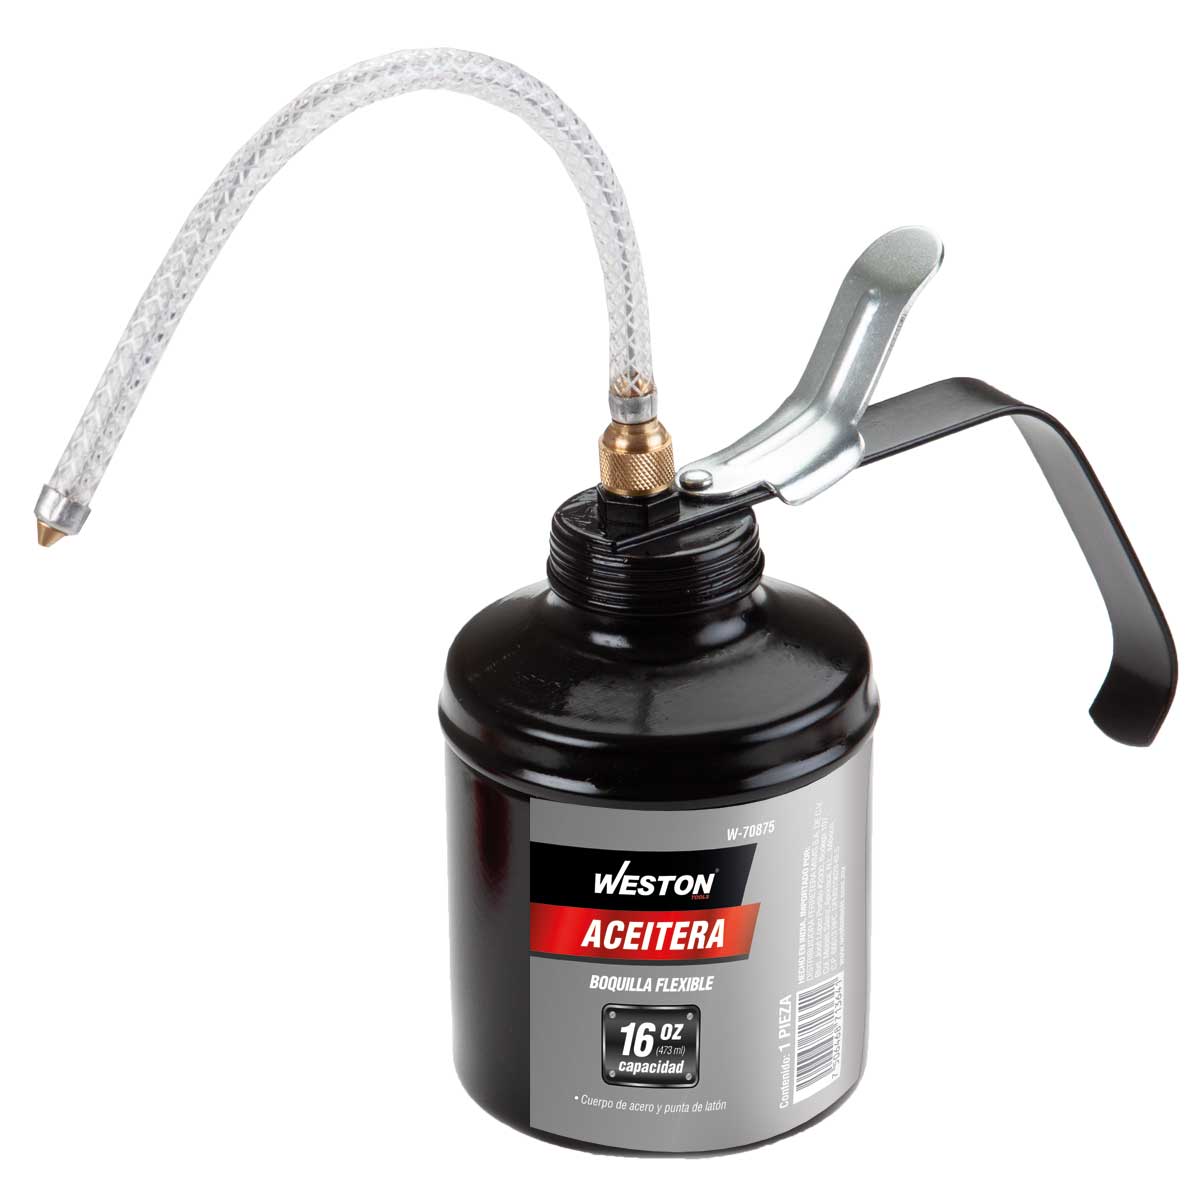 W-70875
WESTON®
TOOLS
ACEITERA
BOQUILLA FLEXIBLE
16 OZ
(473 ml)
capacidad
• Cuerpo de acero y punta de latón
Contenido: 1 PIEZA
HECHO EN INDIA. IMPORTADO POR: